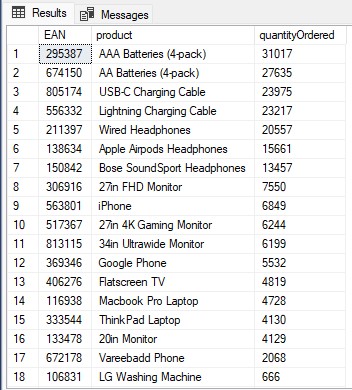 Results Messages
EAN product quantityOrdered
1 295387 AAA Batteries (4-pack) 31017
2 674150 AA Batteries (4-pack) 27635
3 805174 USB-C Charging Cable 23975
4 556332 Lightning Charging Cable 23217
5 211397 Wired Headphones 20557
6 138634 Apple Airpods Headphones 15661
7 150842 Bose SoundSport Headphones 13457
8 306916 27in FHD Monitor 7550
9 563801 iPhone 6849
10 517367 27in 4K Gaming Monitor 6244
11 813115 34in Ultrawide Monitor 6199
12 369346 Google Phone 5532
13 406276 Flatscreen TV 4819
14 116938 Macbook Pro Laptop 4728
15 333544 ThinkPad Laptop 4130
16 133478 20in Monitor 4129
17 672178 Vareebadd Phone 2068
18 106831 LG Washing Machine 666